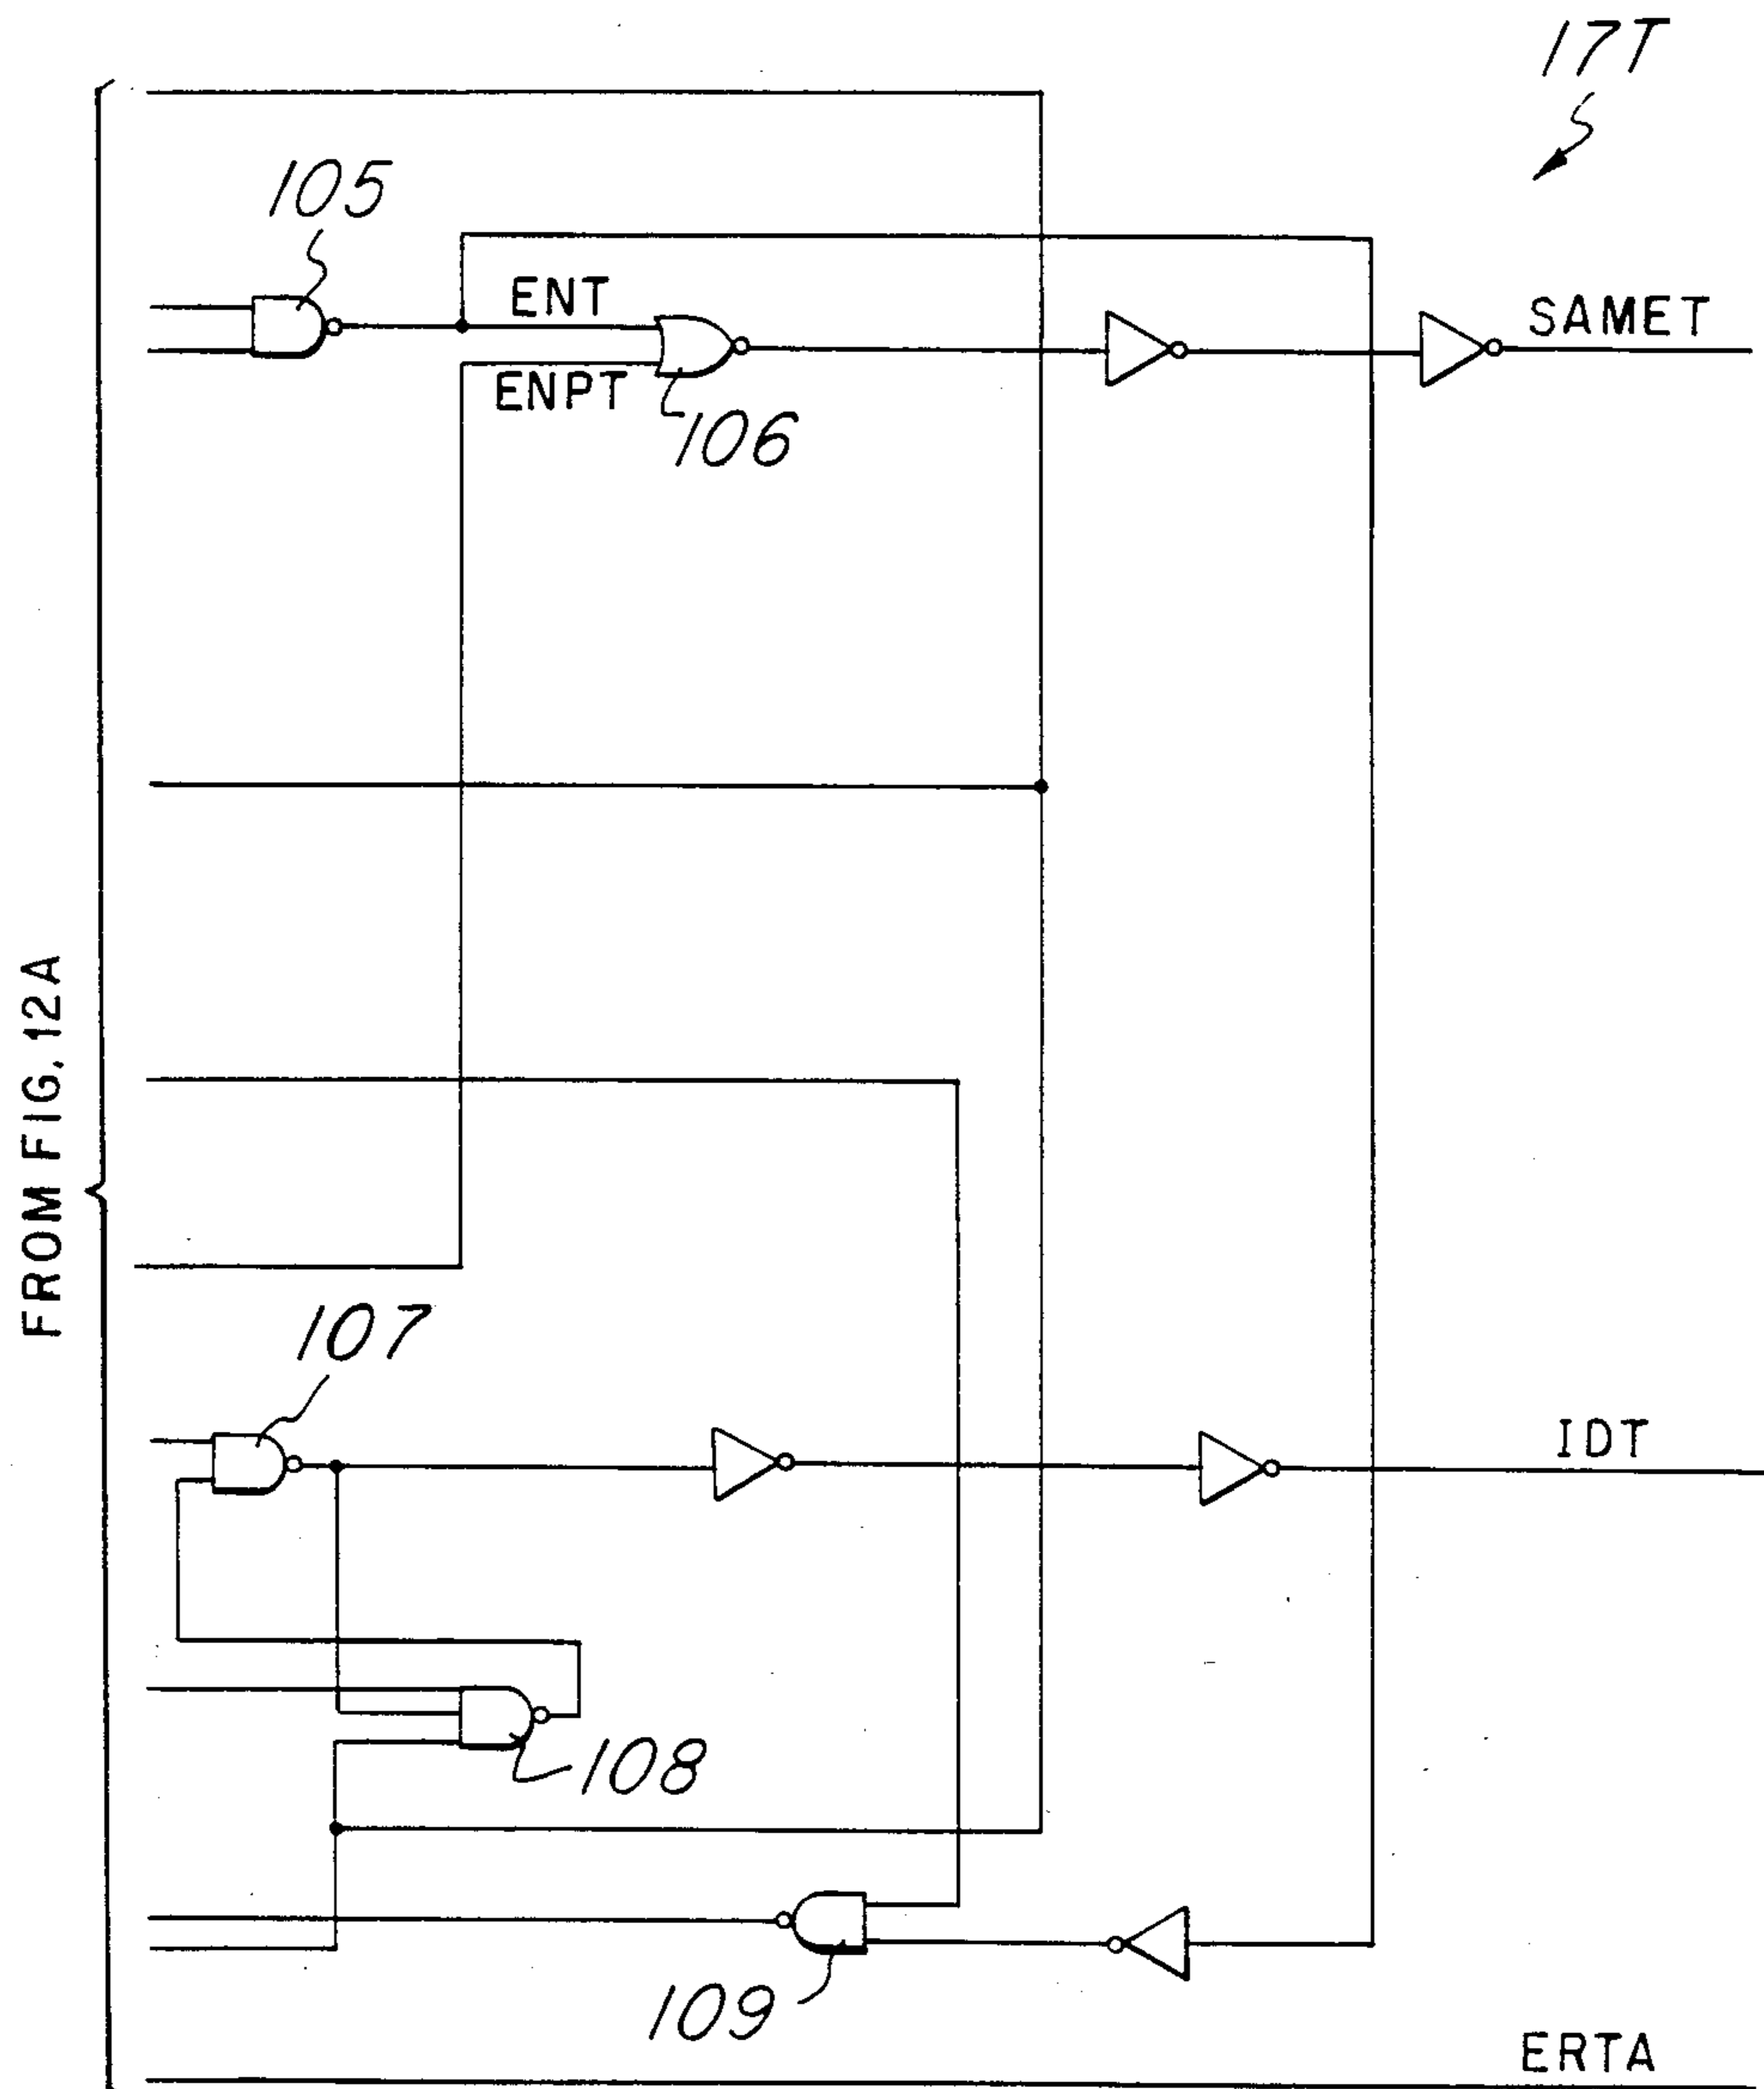 17T
105
ENT
SAMET
ENPT
106
FROM FIG. 12A
107
IDT
108
109
ERTA